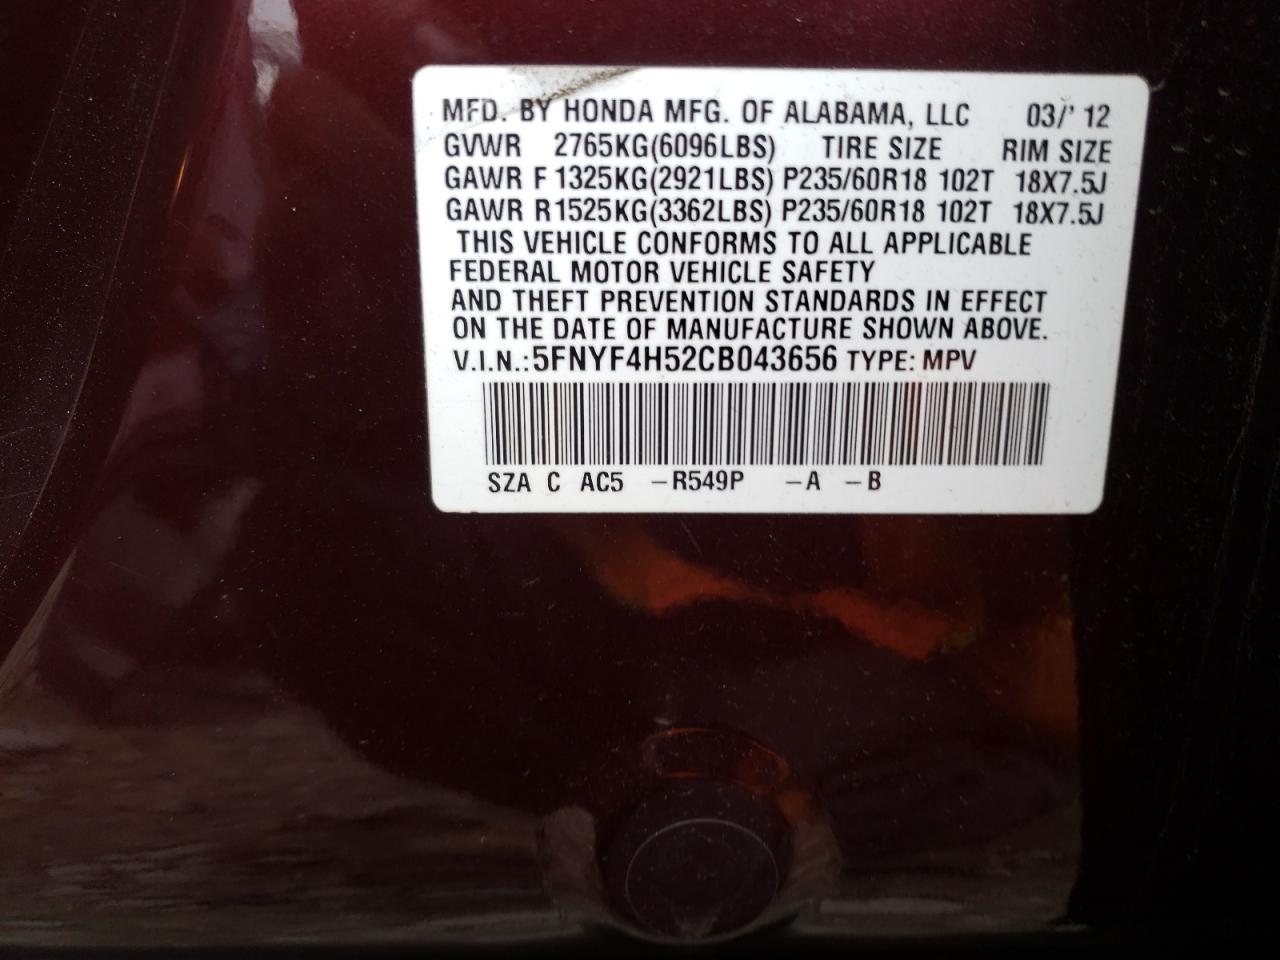 MFD. BY HONDA MFG. OF ALABAMA, LLC 03/' 12
GVWR 2765KG(6096LBS) TIRE SIZE RIM SIZE
GAWR F 1325KG(2921LBS) P235/60R18 102T 18X7.5J
GAWR R1525KG(3362LBS) P235/60R18 102T 18X7.5J
THIS VEHICLE CONFORMS TO ALL APPLICABLE
FEDERAL MOTOR VEHICLE SAFETY
AND THEFT PREVENTION STANDARDS IN EFFECT
ON THE DATE OF MANUFACTURE SHOWN ABOVE.
V.I.N.:5FNYF4H52CB043656 TYPE: MPV
SZA C AC5 -R549P -A -B